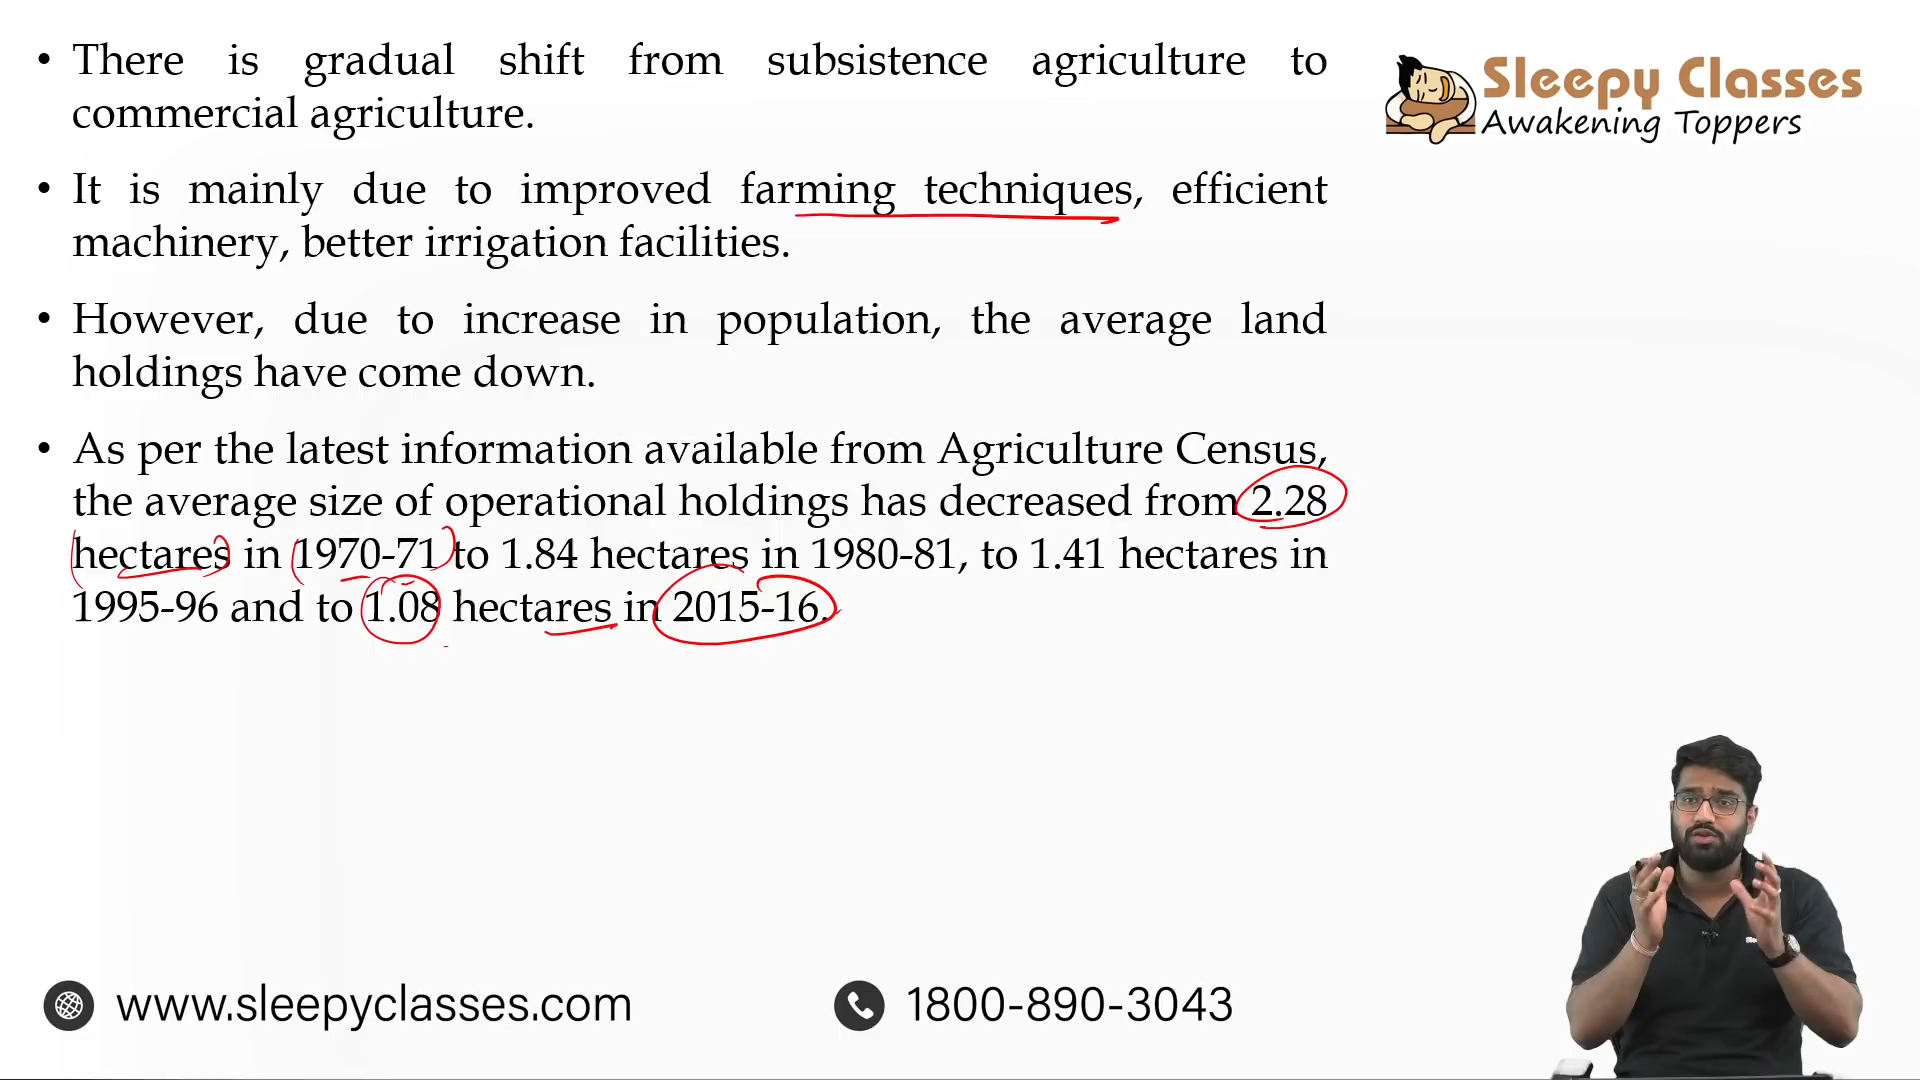 • There is gradual shift from subsistence agriculture to
commercial agriculture.
• It is mainly due to improved farming techniques, efficient
machinery, better irrigation facilities.
• However, due to increase in population, the average land
holdings have come down.
• As per the latest information available from Agriculture Census,
the average size of operational holdings has decreased from 2.28
hectares in 1970-71 to 1.84 hectares in 1980-81, to 1.41 hectares in
1995-96 and to 1.08 hectares in 2015-16.
Sleepy Classes
Awakening Toppers
www.sleepyclasses.com
1800-890-3043